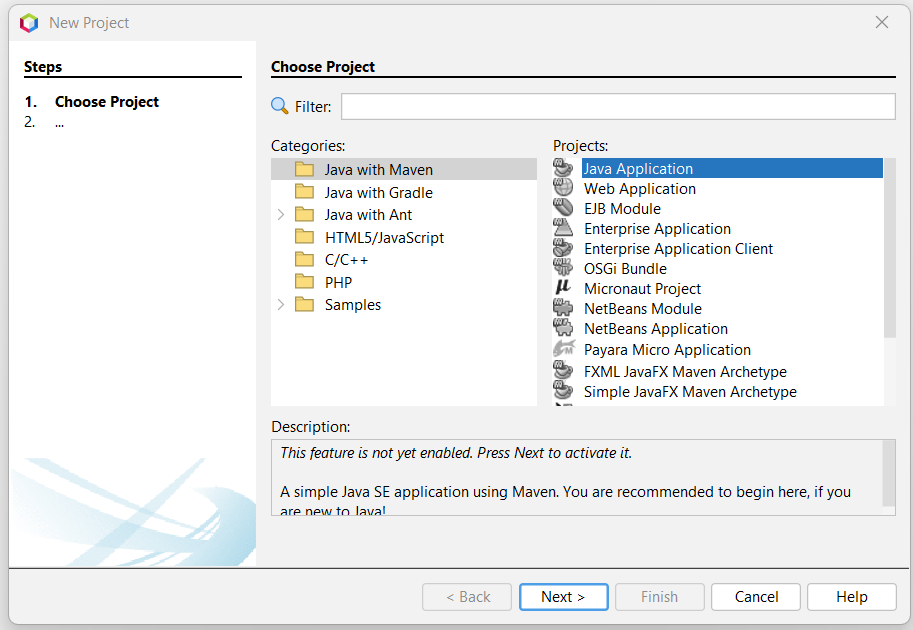 New Project
Steps
1. Choose Project
2. ...
Choose Project
Filter:
Categories:
Java with Maven
Java with Gradle
Java with Ant
HTML5/JavaScript
C/C++
PHP
Samples
Projects:
Java Application
Web Application
EJB Module
Enterprise Application
Enterprise Application Client
OSGi Bundle
Micronaut Project
NetBeans Module
NetBeans Application
Payara Micro Application
FXML JavaFX Maven Archetype
Simple JavaFX Maven Archetype
Description:
This feature is not yet enabled. Press Next to activate it.
A simple Java SE application using Maven. You are recommended to begin here, if you
are new to Java!
< Back
Next >
Finish
Cancel
Help